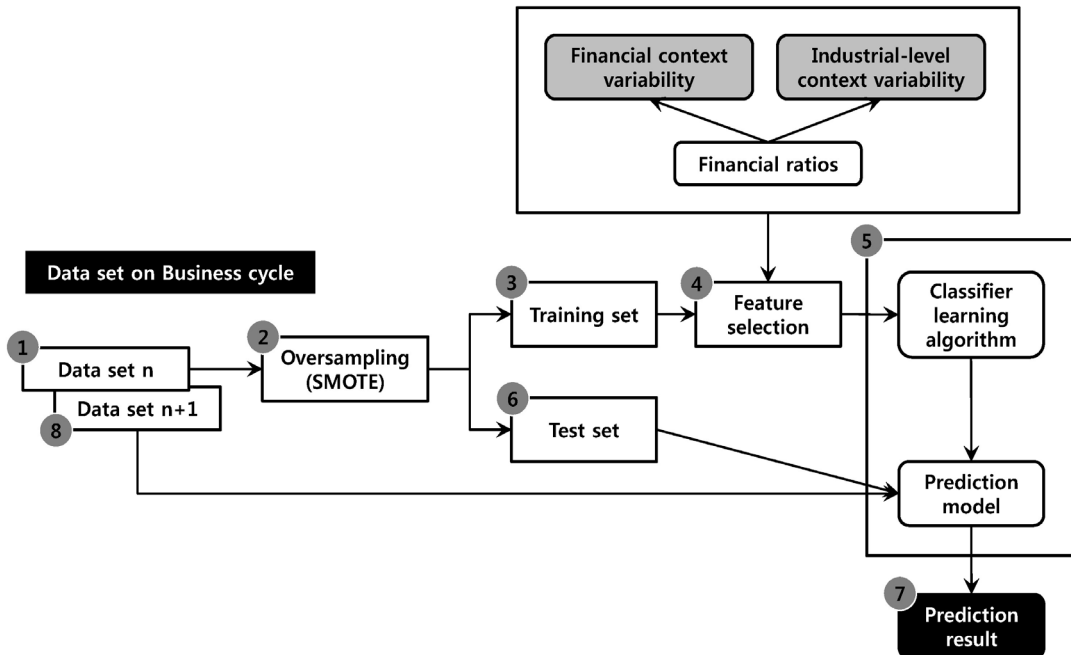 Financial context
variability
Industrial-level
context variability
Financial ratios
5
Data set on Business cycle
3
Training set
4
Feature
selection
Classifier
learning
algorithm
1
Data set n
2
Oversampling
(SMOTE)
Data set n+1
8
6
Test set
Prediction
model
7
Prediction
result